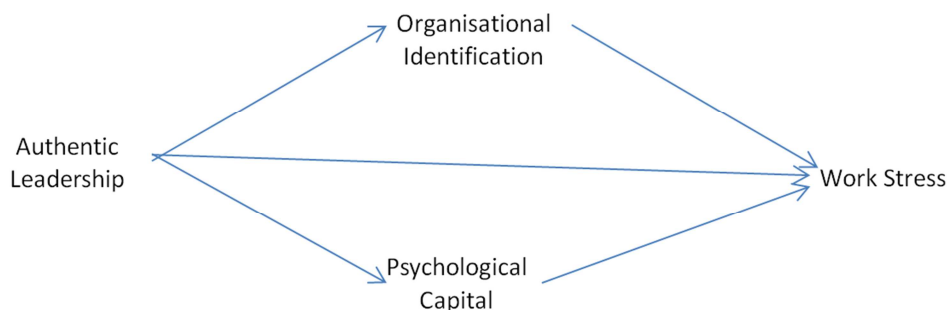 Organisational
Identification
Authentic
Leadership
Work Stress
Psychological
Capital